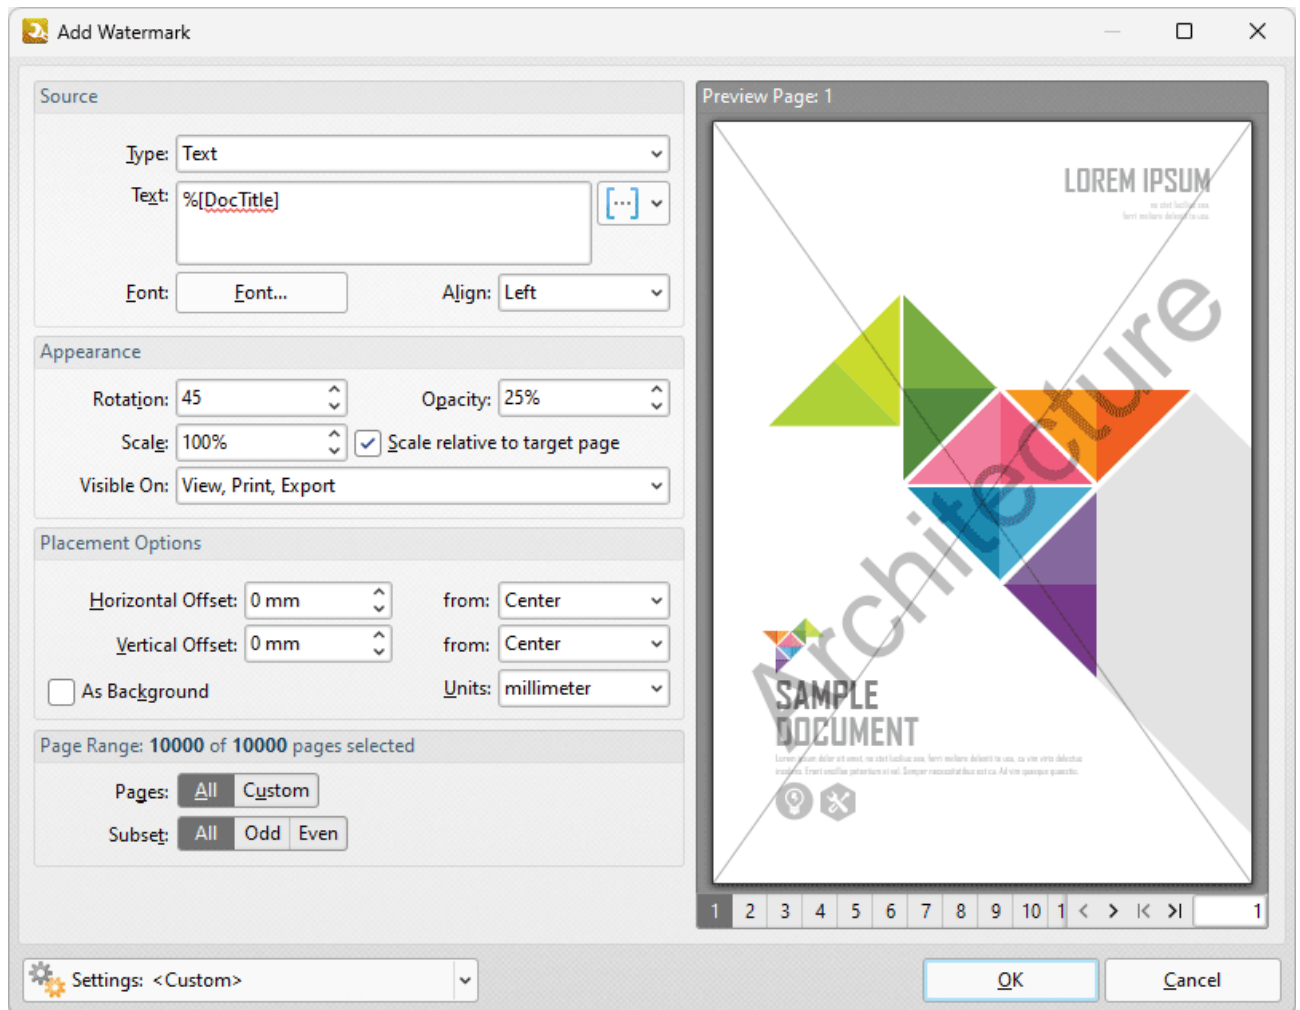 Add Watermark
Source
Type: Text
Text: %[DocTitle]
Font: Font... Align: Left
Appearance
Rotation: 45 Opacity: 25%
Scale: 100% Scale relative to target page
Visible On: View, Print, Export
Placement Options
Horizontal Offset: 0 mm from: Center
Vertical Offset: 0 mm from: Center
As Background Units: millimeter
Page Range: 10000 of 10000 pages selected
Pages: All Custom
Subset: All Odd Even
Preview Page: 1
LOREM IPSUM
Architecture
SAMPLE
DOCUMENT
1 2 3 4 5 6 7 8 9 10 1
1
Settings: <Custom>
OK Cancel